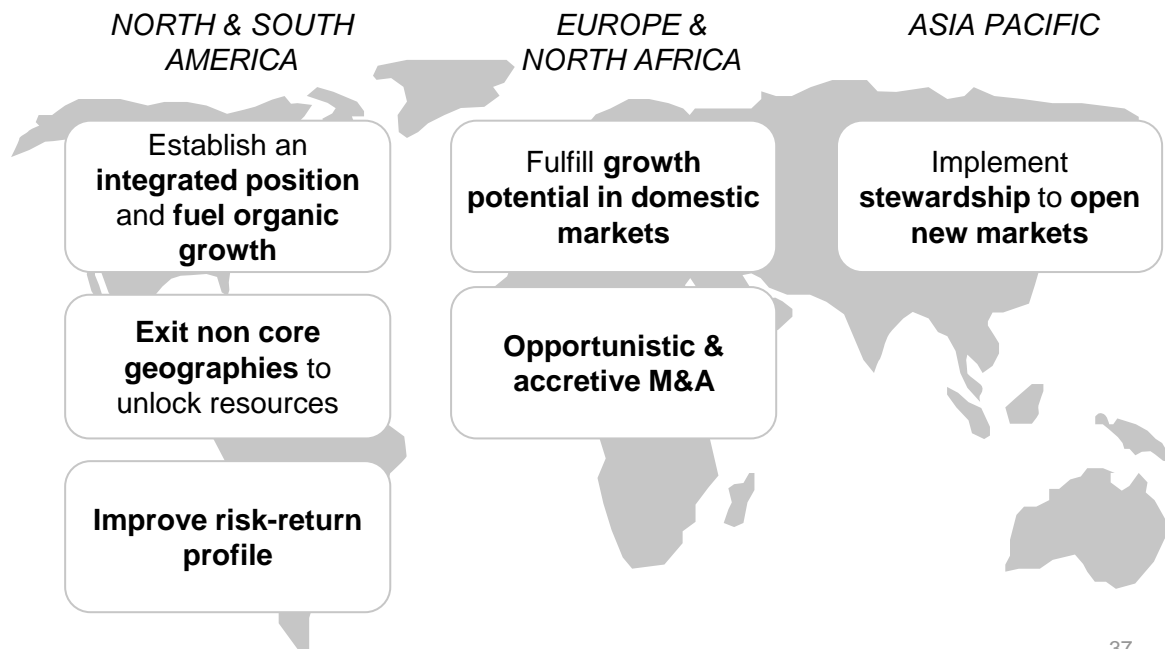 NORTH & SOUTH
AMERICA
Establish an
integrated position
and fuel organic
growth
Exit non core
geographies to
unlock resources
Improve risk-return
profile
EUROPE &
NORTH AFRICA
Fulfill growth
potential in domestic
markets
Opportunistic &
accretive M&A
ASIA PACIFIC
Implement
stewardship to open
new markets
37